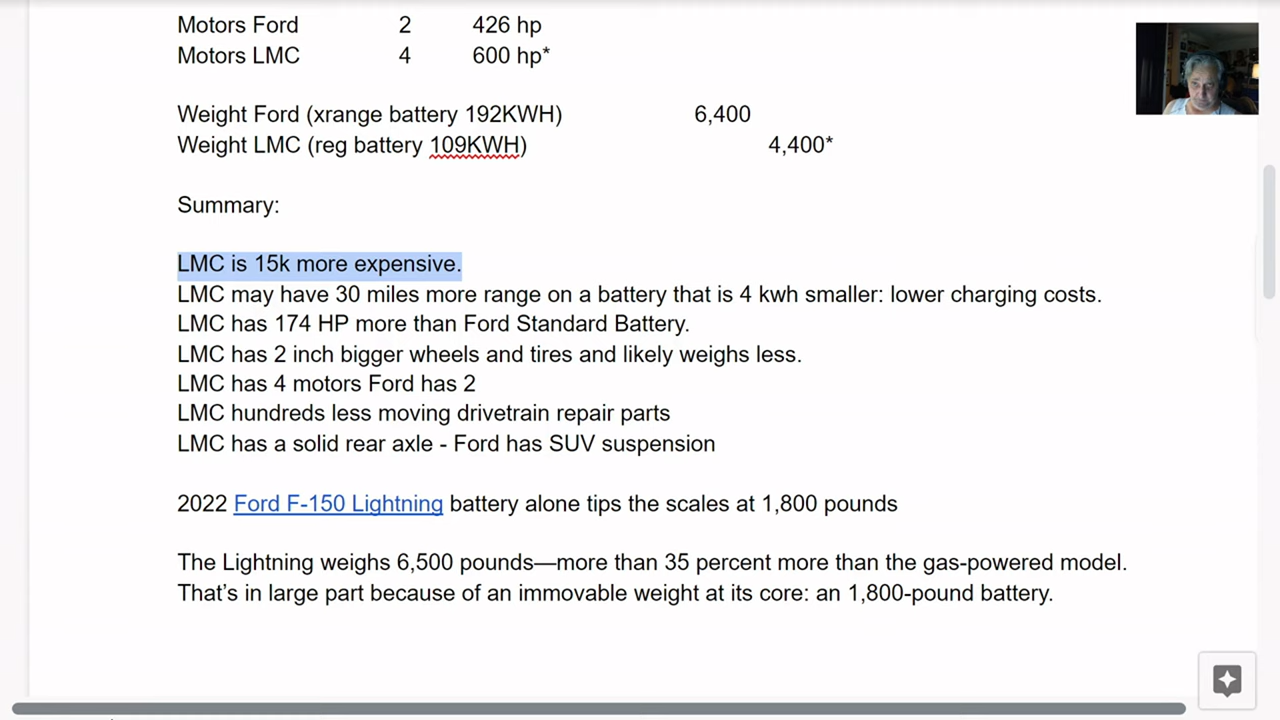 Motors Ford 2 426 hp
Motors LMC 4 600 hp*
Weight Ford (xrange battery 192KWH) 6,400
Weight LMC (reg battery 109KWH) 4,400*
Summary:
LMC is 15k more expensive.
LMC may have 30 miles more range on a battery that is 4 kwh smaller: lower charging costs.
LMC has 174 HP more than Ford Standard Battery.
LMC has 2 inch bigger wheels and tires and likely weighs less.
LMC has 4 motors Ford has 2
LMC hundreds less moving drivetrain repair parts
LMC has a solid rear axle - Ford has SUV suspension
2022 Ford F-150 Lightning battery alone tips the scales at 1,800 pounds
The Lightning weighs 6,500 pounds—more than 35 percent more than the gas-powered model.
That’s in large part because of an immovable weight at its core: an 1,800-pound battery.